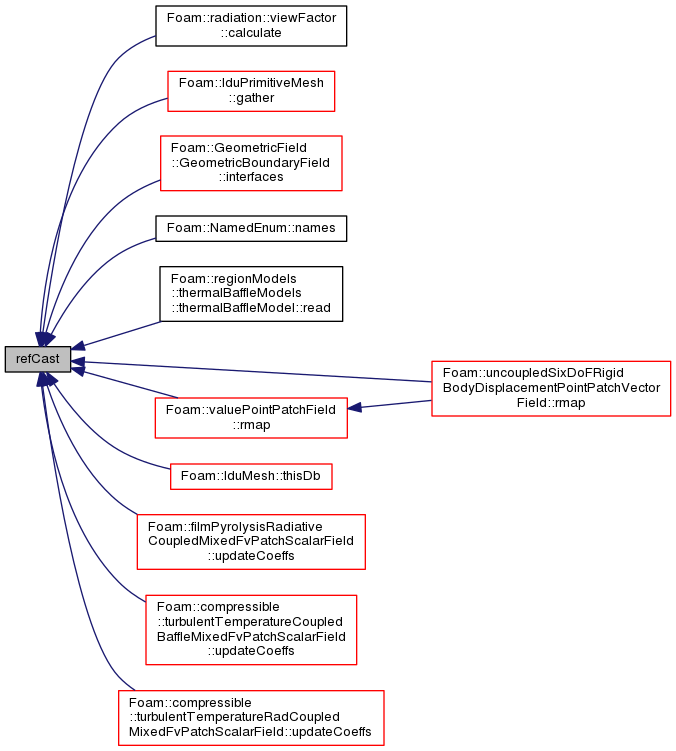 Foam::radiation::viewFactor
::calculate
Foam::lduPrimitiveMesh
::gather
Foam::GeometricField
::GeometricBoundaryField
::interfaces
Foam::NamedEnum::names
Foam::regionModels
::thermalBaffleModels
::thermalBaffleModel::read
refCast
Foam::uncoupledSixDoFRigid
BodyDisplacementPointPatchVector
Field::rmap
Foam::valuePointPatchField
::rmap
Foam::lduMesh::thisDb
Foam::filmPyrolysisRadiative
CoupledMixedFvPatchScalarField
::updateCoeffs
Foam::compressible
::turbulentTemperatureCoupled
BaffleMixedFvPatchScalarField
::updateCoeffs
Foam::compressible
::turbulentTemperatureRadCoupled
MixedFvPatchScalarField::updateCoeffs